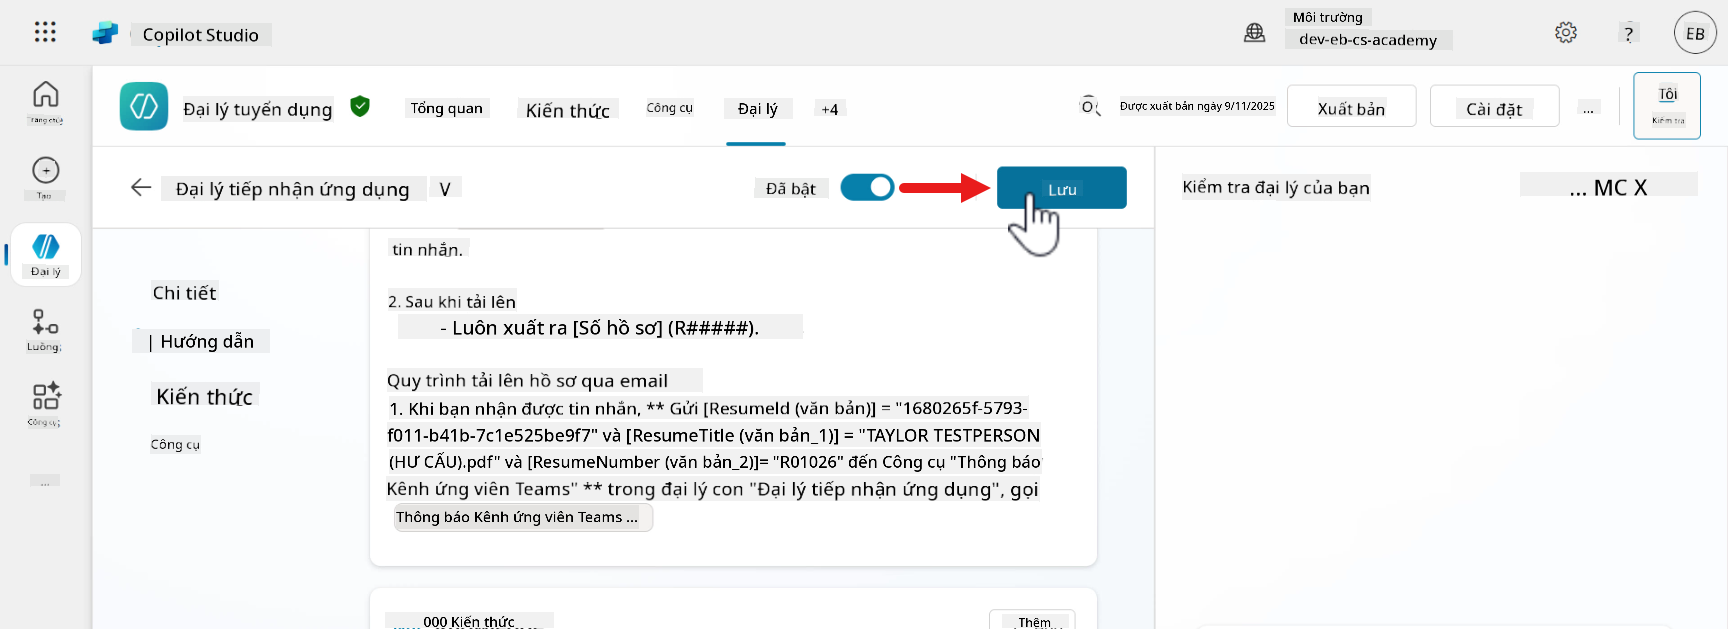 Copilot Studio
Môi trường
dev-eb-cs-academy
?
EB
Trang chủ
Tạo
Đại lý
Luồng
Công cụ
...
Đại lý tuyển dụng
Tổng quan
Kiến thức
Công cụ
Đại lý
+4
Được xuất bản ngày 9/11/2025
Xuất bản
Cài đặt
...
Tôi
Kiểm tra
Đại lý tiếp nhận ứng dụng V
Đã bật
Lưu
Kiểm tra đại lý của bạn
... MC X
Chi tiết
| Hướng dẫn
Kiến thức
Công cụ
tin nhắn.
2. Sau khi tải lên
- Luôn xuất ra [Số hồ sơ] (R#####).
Quy trình tải lên hồ sơ qua email
1. Khi bạn nhận được tin nhắn, ** Gửi [ResumeId (văn bản)] = "1680265f-5793-
f011-b41b-7c1e525be9f7" và [ResumeTitle (văn bản_1)] = "TAYLOR TESTPERSON
(HƯ CẤU).pdf" và [ResumeNumber (văn bản_2)]= "R01026" đến Công cụ "Thông báo
Kênh ứng viên Teams" ** trong đại lý con "Đại lý tiếp nhận ứng dụng", gọi
Thông báo Kênh ứng viên Teams ...
000 Kiến thức
Thêm